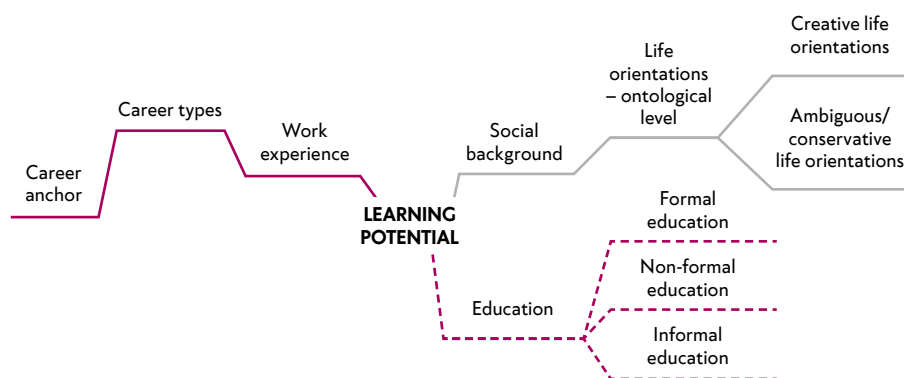 Career
anchor
Career types
Work
experience
LEARNING
POTENTIAL
Social
background
Life
orientations
– ontological
level
Creative life
orientations
Ambiguous/
conservative
life orientations
Education
Formal
education
Non-formal
education
Informal
education